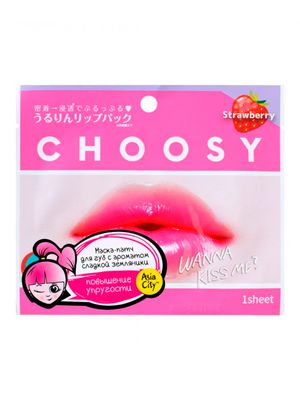 密着→浸透でぷるっぷる♥
うるりんリップパック
Strawberry
CHOOSY
WANNA
KISS ME?
Маска-патч
для губ с ароматом
сладкой земляники
повышение
упругости
Asia
City
1sheet